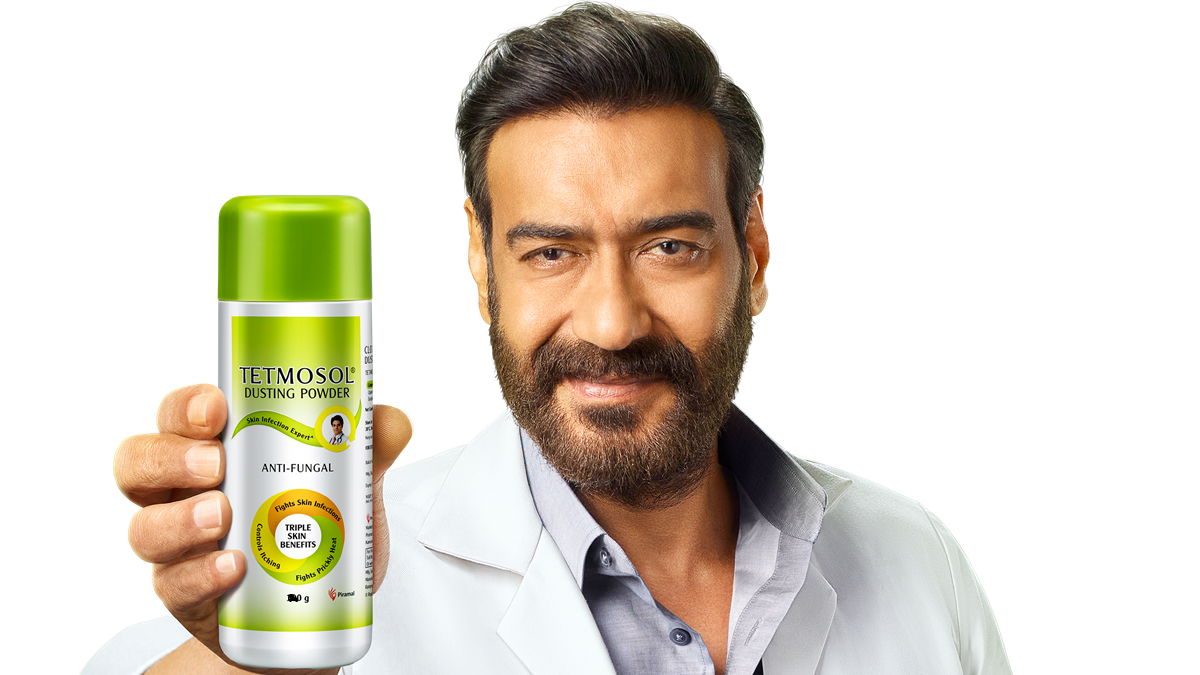 TETMOSOL®
DUSTING POWDER
Skin Infection Expert^
ANTI-FUNGAL
Fights Skin Infections
Controls Itching
TRIPLE
SKIN
BENEFITS
Fights Prickly Heat
g
Piramal